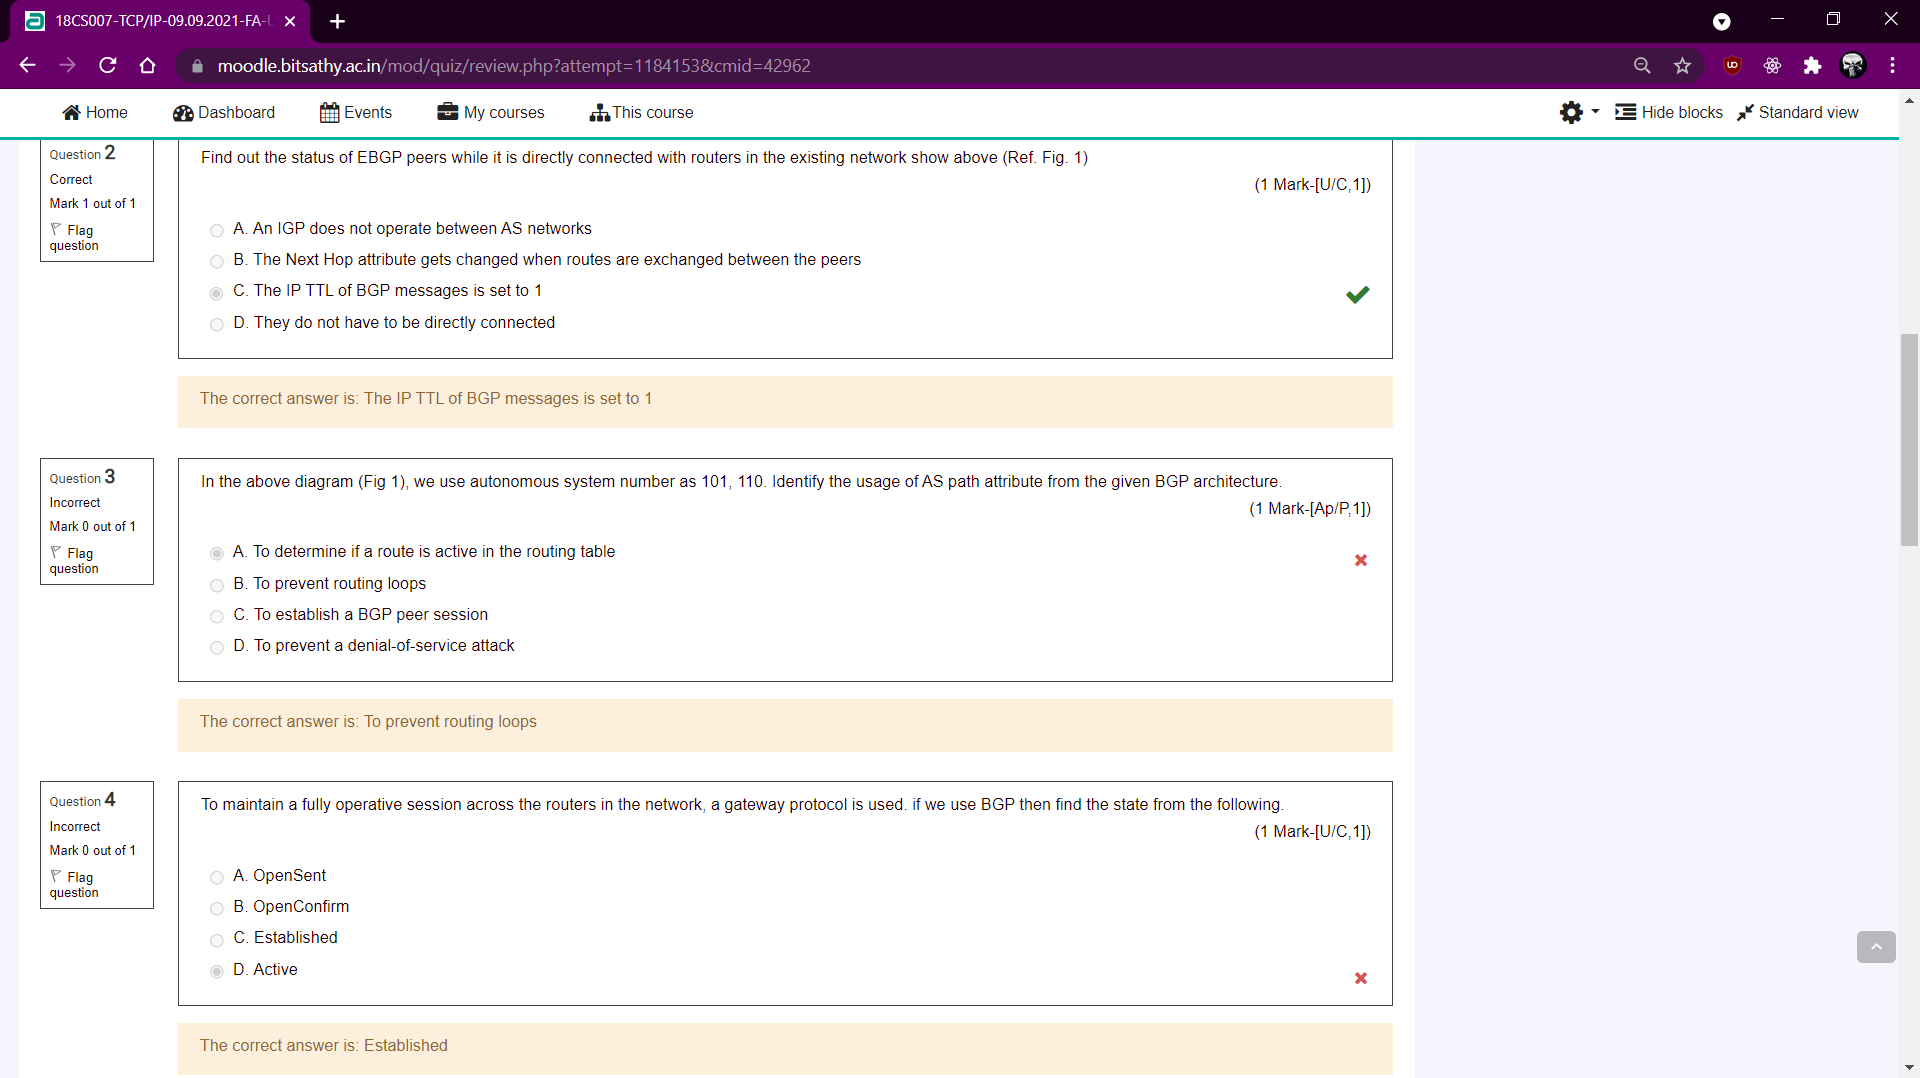 18CS007-TCP/IP-09.09.2021-FA-
moodle.bitsathy.ac.in/mod/quiz/review.php?attempt=1184153&cmid=42962
Home Dashboard Events My courses This course Hide blocks Standard view
Question 2
Correct
Mark 1 out of 1
Flag question
Find out the status of EBGP peers while it is directly connected with routers in the existing network show above (Ref. Fig. 1)
(1 Mark-[U/C,1])
A. An IGP does not operate between AS networks
B. The Next Hop attribute gets changed when routes are exchanged between the peers
C. The IP TTL of BGP messages is set to 1
D. They do not have to be directly connected
The correct answer is: The IP TTL of BGP messages is set to 1
Question 3
Incorrect
Mark 0 out of 1
Flag question
In the above diagram (Fig 1), we use autonomous system number as 101, 110. Identify the usage of AS path attribute from the given BGP architecture.
(1 Mark-[Ap/P,1])
A. To determine if a route is active in the routing table
B. To prevent routing loops
C. To establish a BGP peer session
D. To prevent a denial-of-service attack
The correct answer is: To prevent routing loops
Question 4
Incorrect
Mark 0 out of 1
Flag question
To maintain a fully operative session across the routers in the network, a gateway protocol is used. if we use BGP then find the state from the following.
(1 Mark-[U/C,1])
A. OpenSent
B. OpenConfirm
C. Established
D. Active
The correct answer is: Established